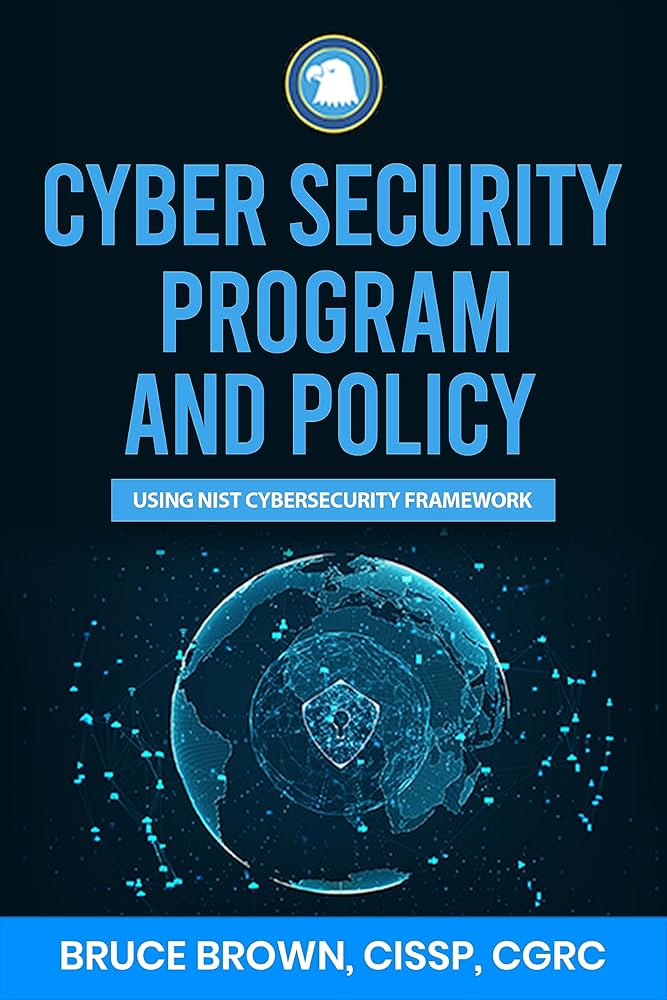 CYBER SECURITY
PROGRAM
AND POLICY
USING NIST CYBERSECURITY FRAMEWORK
BRUCE BROWN, CISSP, CGRC